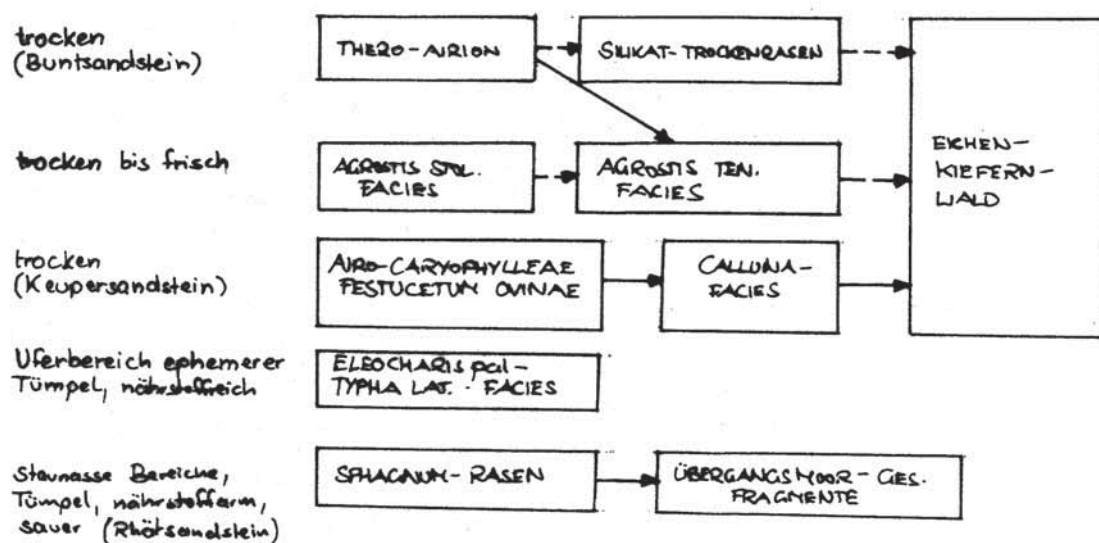 trocken
(Buntsandstein)
THERO-AIRION
SILIKAT-TROCKENRASEN
EICHEN-
KIEFERN-
WALD
trocken bis frisch
AGROSTIS STOL.
FACIES
AGROSTIS TEN.
FACIES
trocken
(Keupersandstein)
AIRO-CARYOPHYLLEAE
FESTUCETUM OVINAE
CALLUNA-
FACIES
Uferbereich ephemerer
Tümpel, nährstoffreich
ELEOCHARIS pal-
TYPHA LAT. - FACIES
Staunasse Bereiche,
Tümpel, nährstoffarm,
sauer (Rhätsandstein)
SPHAGNUM-RASEN
ÜBERGANGSMOOR-GES.
FRAGMENTE